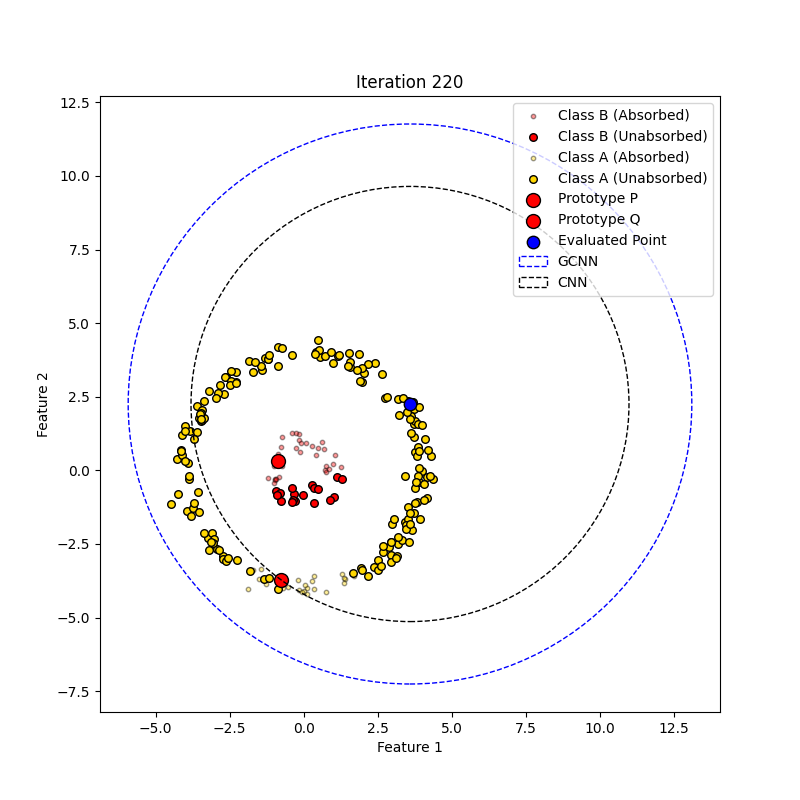 Iteration 220
Class B (Absorbed)
Class B (Unabsorbed)
Class A (Absorbed)
Class A (Unabsorbed)
Prototype P
Prototype Q
Evaluated Point
GCNN
CNN
12.5
10.0
7.5
5.0
2.5
0.0
−2.5
−5.0
−7.5
Feature 2
−5.0 −2.5 0.0 2.5 5.0 7.5 10.0 12.5
Feature 1